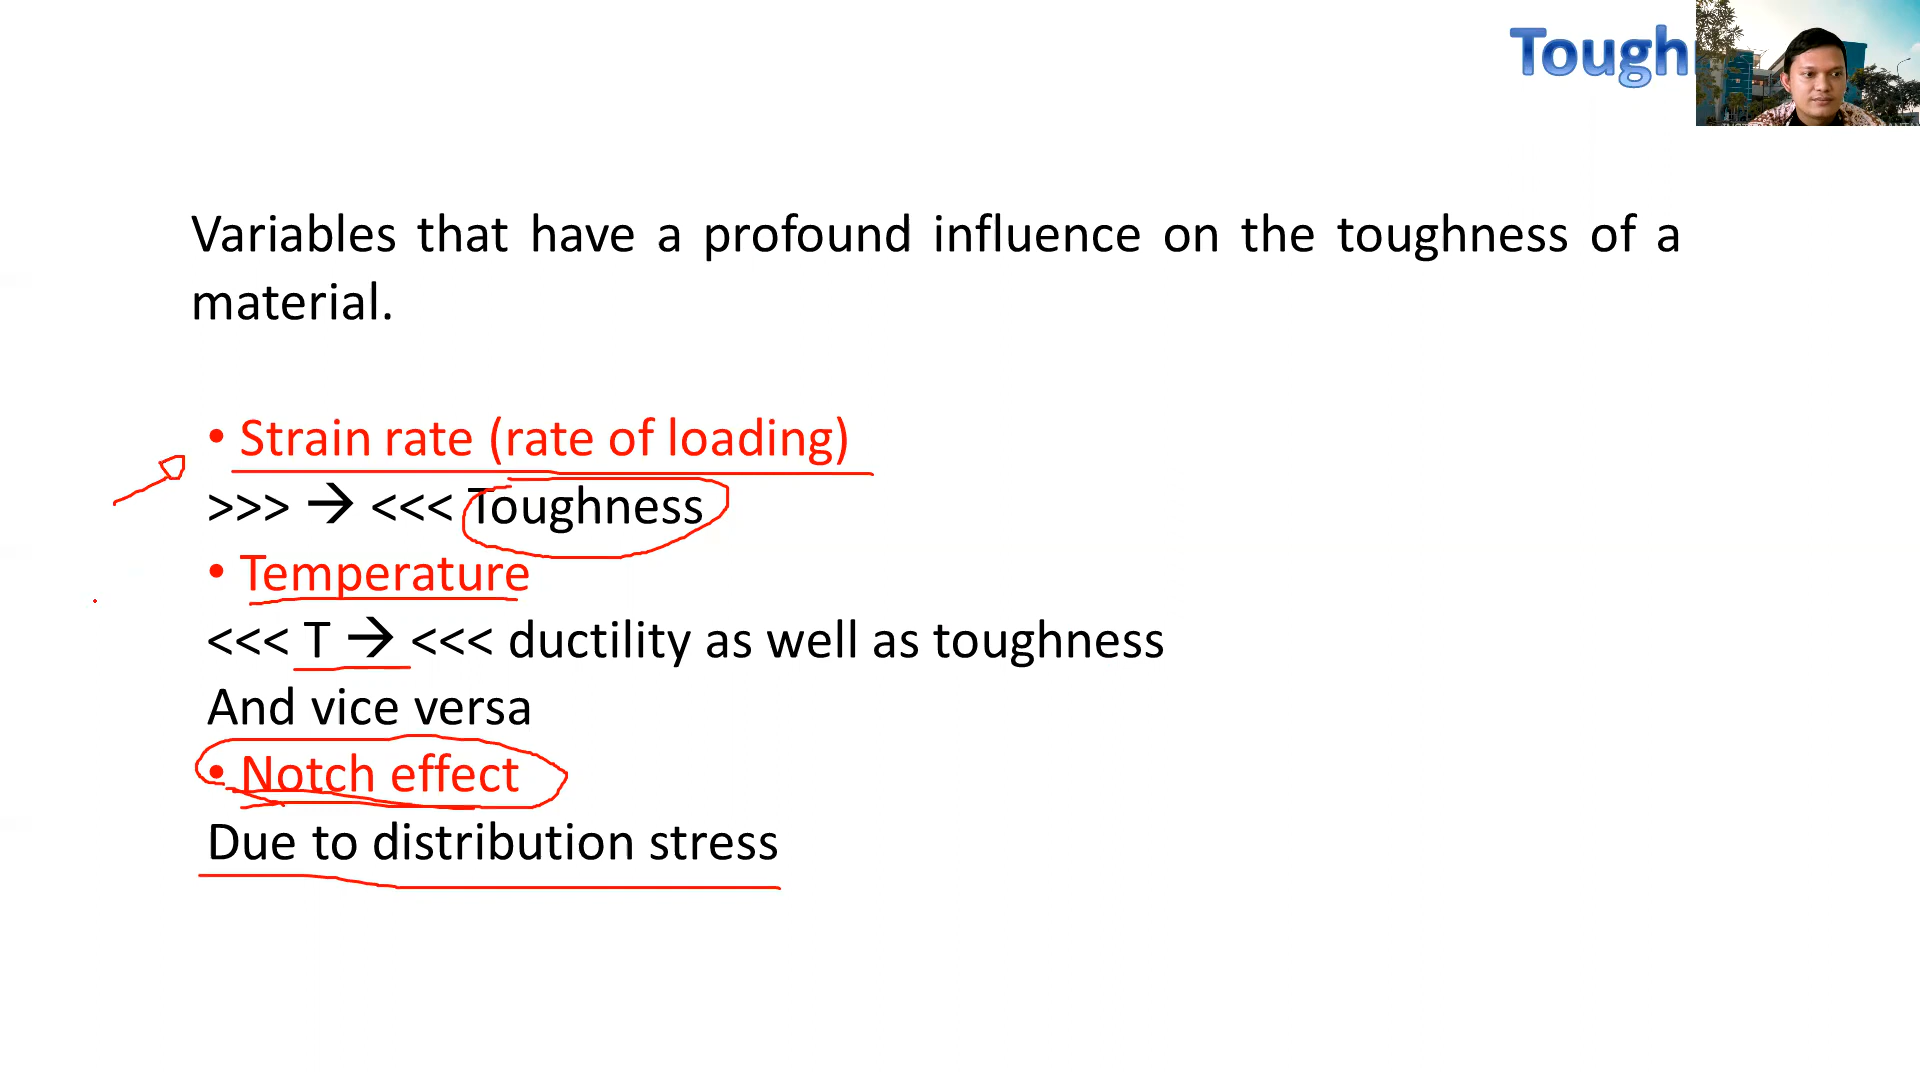 Tough
Variables that have a profound influence on the toughness of a
material.
• Strain rate (rate of loading)
>>> → <<< Toughness
• Temperature
<<< T → <<< ductility as well as toughness
And vice versa
• Notch effect
Due to distribution stress